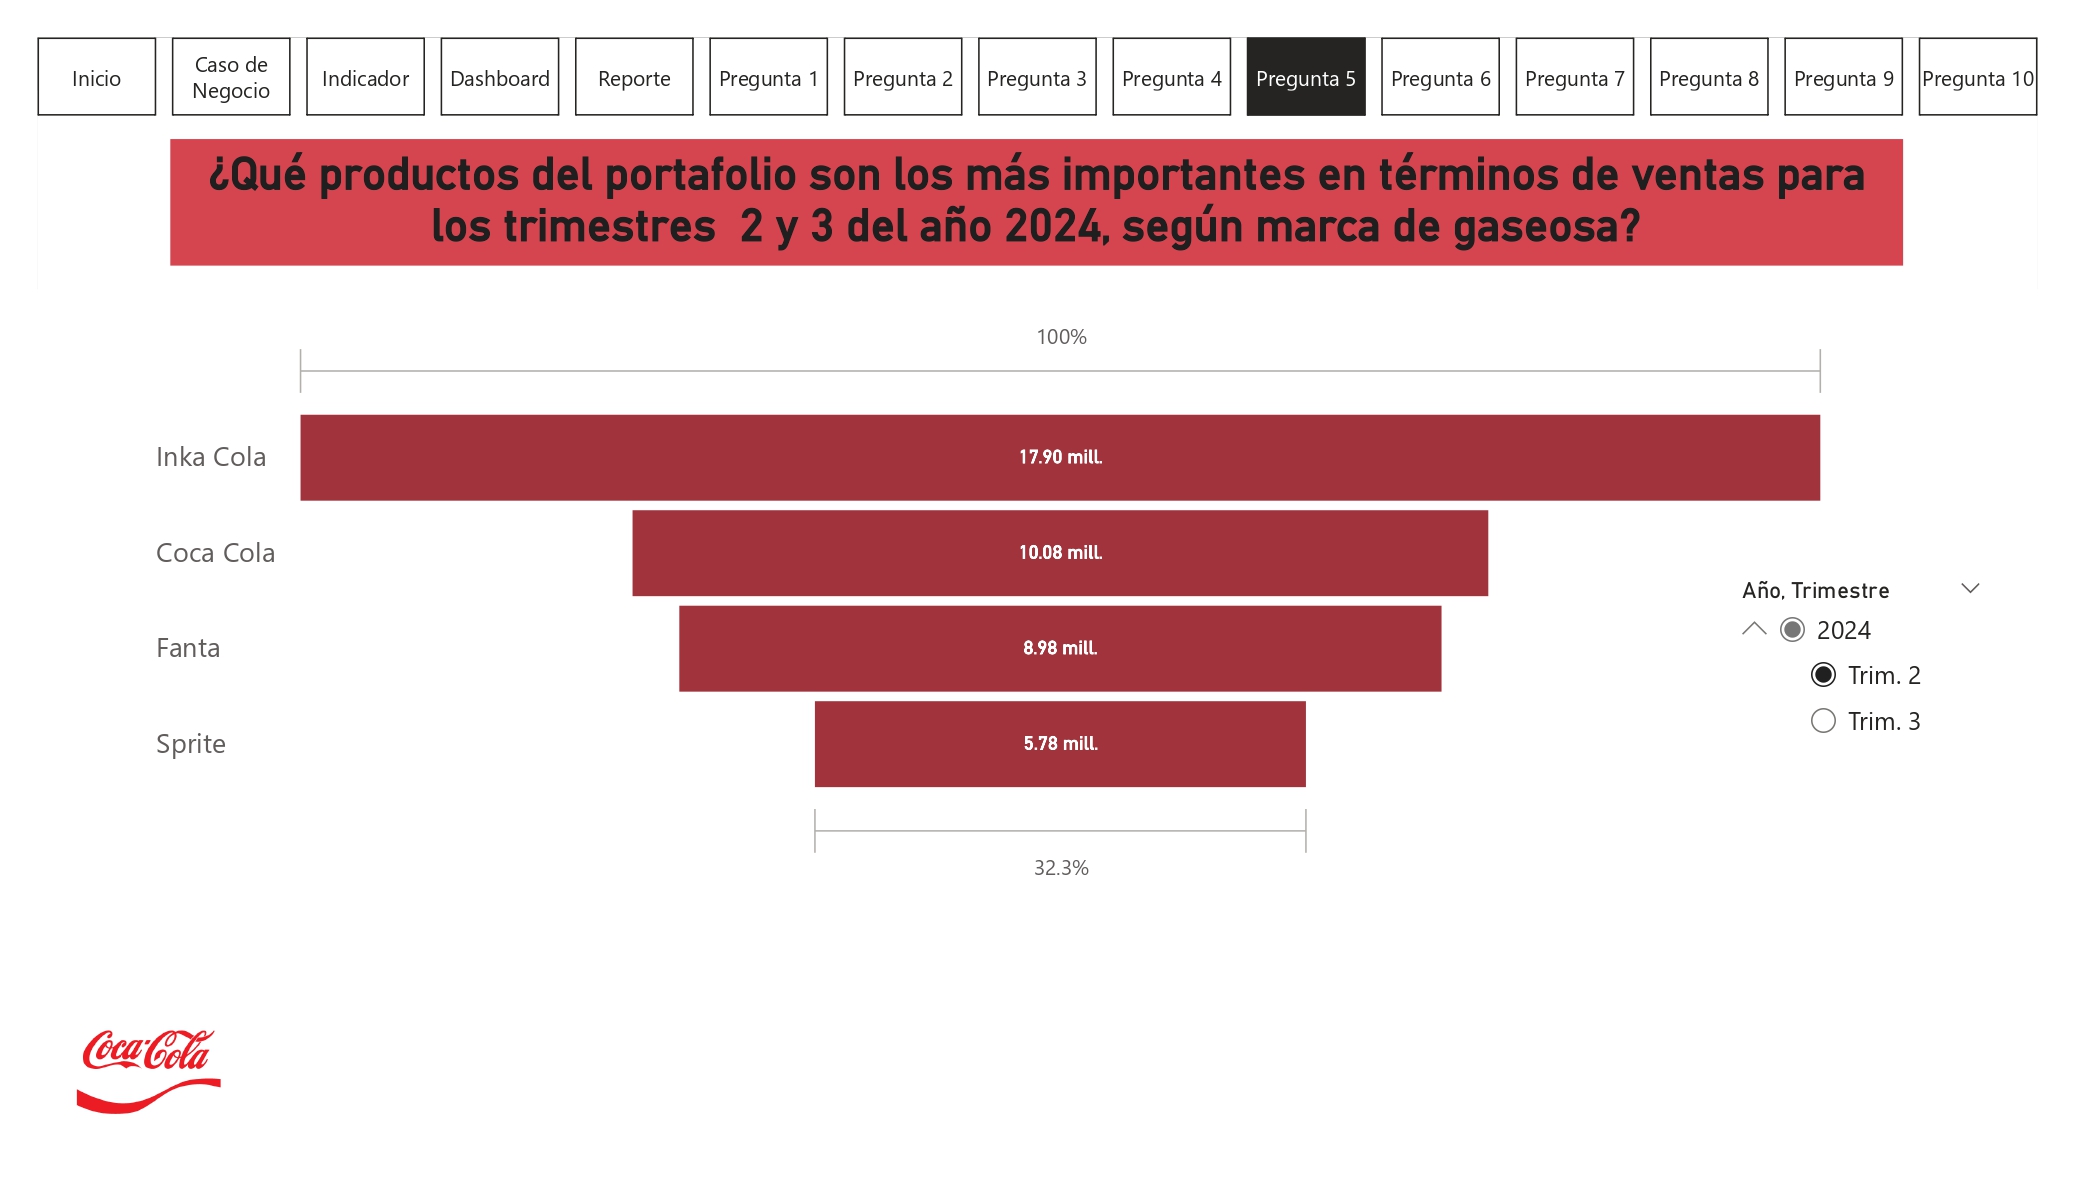 Inicio
Caso de
Negocio
Indicador
Dashboard
Reporte
Pregunta 1
Pregunta 2
Pregunta 3
Pregunta 4
Pregunta 5
Pregunta 6
Pregunta 7
Pregunta 8
Pregunta 9
Pregunta 10
¿Qué productos del portafolio son los más importantes en términos de ventas para
los trimestres 2 y 3 del año 2024, según marca de gaseosa?
100%
Inka Cola
17.90 mill.
Coca Cola
10.08 mill.
Fanta
8.98 mill.
Sprite
5.78 mill.
32.3%
Año, Trimestre
2024
Trim. 2
Trim. 3
Coca-Cola